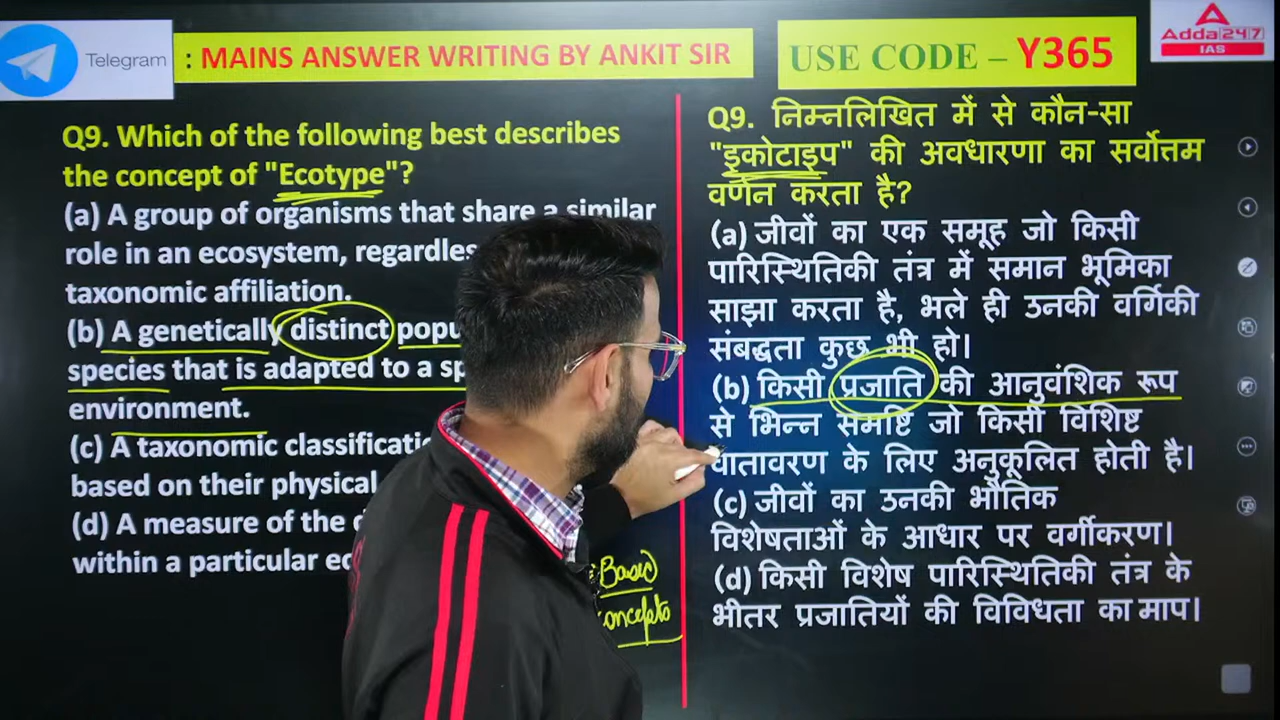 Telegram
: MAINS ANSWER WRITING BY ANKIT SIR
USE CODE – Y365
Adda247
IAS
Q9. Which of the following best describes
the concept of "Ecotype"?
(a) A group of organisms that share a similar
role in an ecosystem, regardles
taxonomic affiliation.
(b) A genetically distinct popu
species that is adapted to a sp
environment.
(c) A taxonomic classificatio
based on their physical
(d) A measure of the d
within a particular ec
Basic
oncepts
Q9. निम्नलिखित में से कौन-सा
"इकोटाइप" की अवधारणा का सर्वोत्तम
वर्णन करता है?
(a) जीवों का एक समूह जो किसी
पारिस्थितिकी तंत्र में समान भूमिका
साझा करता है, भले ही उनकी वर्गिकी
संबद्धता कुछ भी हो।
(b) किसी प्रजाति की आनुवंशिक रूप
से भिन्न समष्टि जो किसी विशिष्ट
वातावरण के लिए अनुकूलित होती है।
(c) जीवों का उनकी भौतिक
विशेषताओं के आधार पर वर्गीकरण।
(d) किसी विशेष पारिस्थितिकी तंत्र के
भीतर प्रजातियों की विविधता का माप।